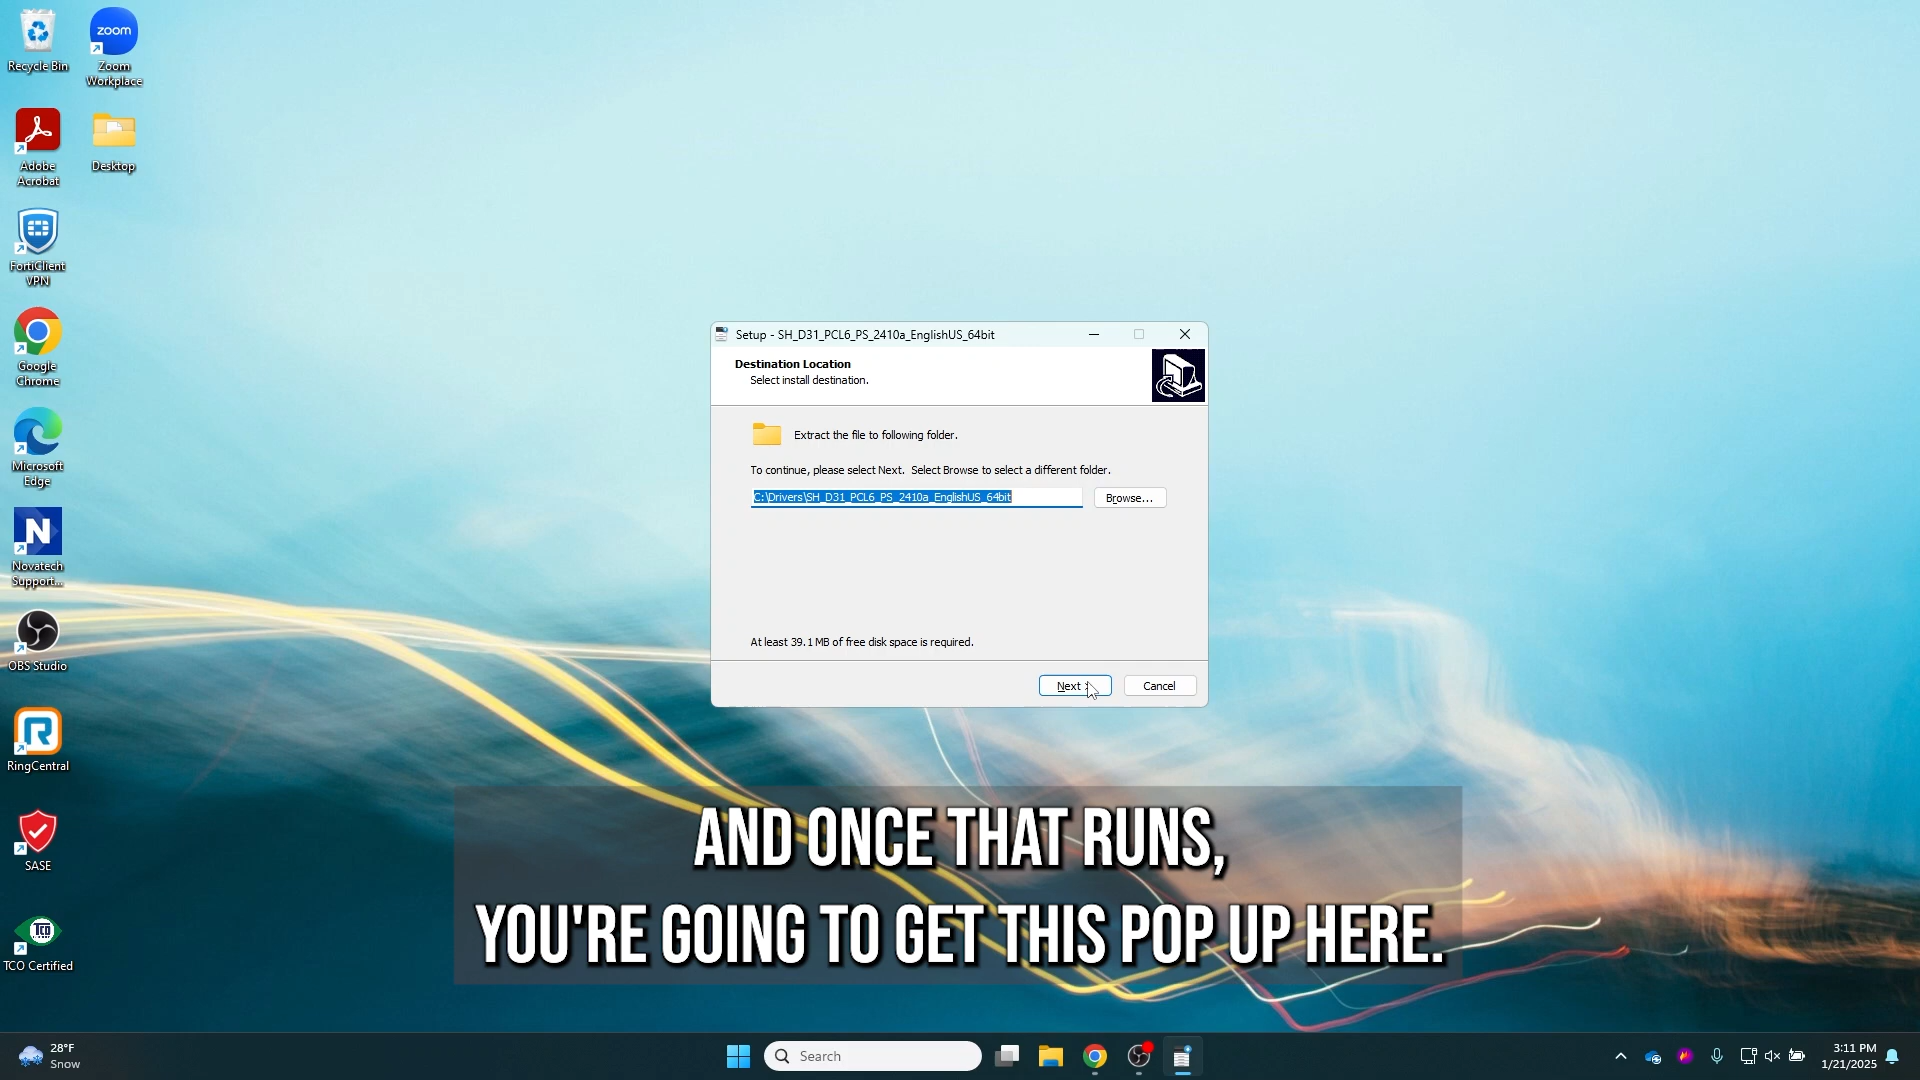 Recycle Bin
zoom
Zoom
Workplace
Adobe
Acrobat
Desktop
FortiClient
VPN
Google
Chrome
Microsoft
Edge
N
Novatech
Support...
OBS Studio
R
RingCentral
SASE
TCO
TCO Certified
Setup - SH_D31_PCL6_PS_2410a_EnglishUS_64bit
Destination Location
Select install destination.
Extract the file to following folder.
To continue, please select Next. Select Browse to select a different folder.
C:\Drivers\SH_D31_PCL6_PS_2410a_EnglishUS_64bit
Browse...
At least 39.1 MB of free disk space is required.
Next >
Cancel
AND ONCE THAT RUNS,
YOU'RE GOING TO GET THIS POP UP HERE.
28°F
Snow
Search
3:11 PM
1/21/2025